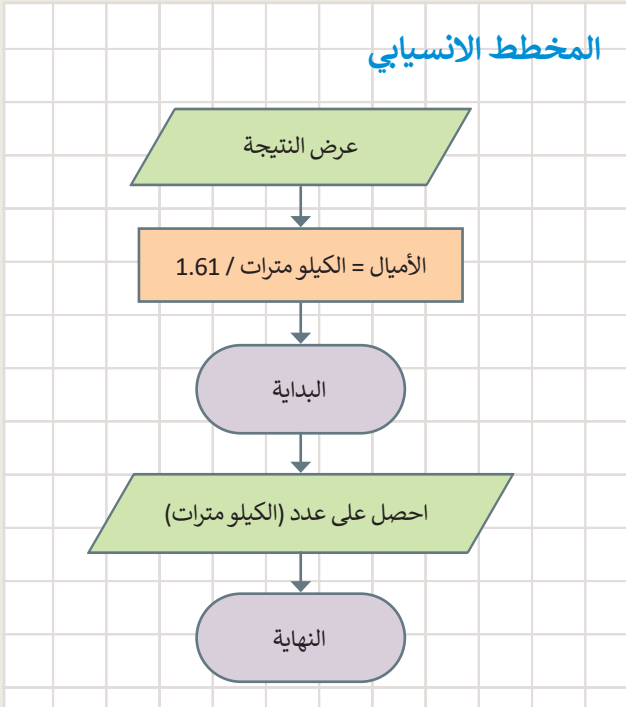 المخطط الانسيابي
عرض النتيجة
الأميال = الكيلو مترات / 1.61
البداية
احصل على عدد (الكيلو مترات)
النهاية